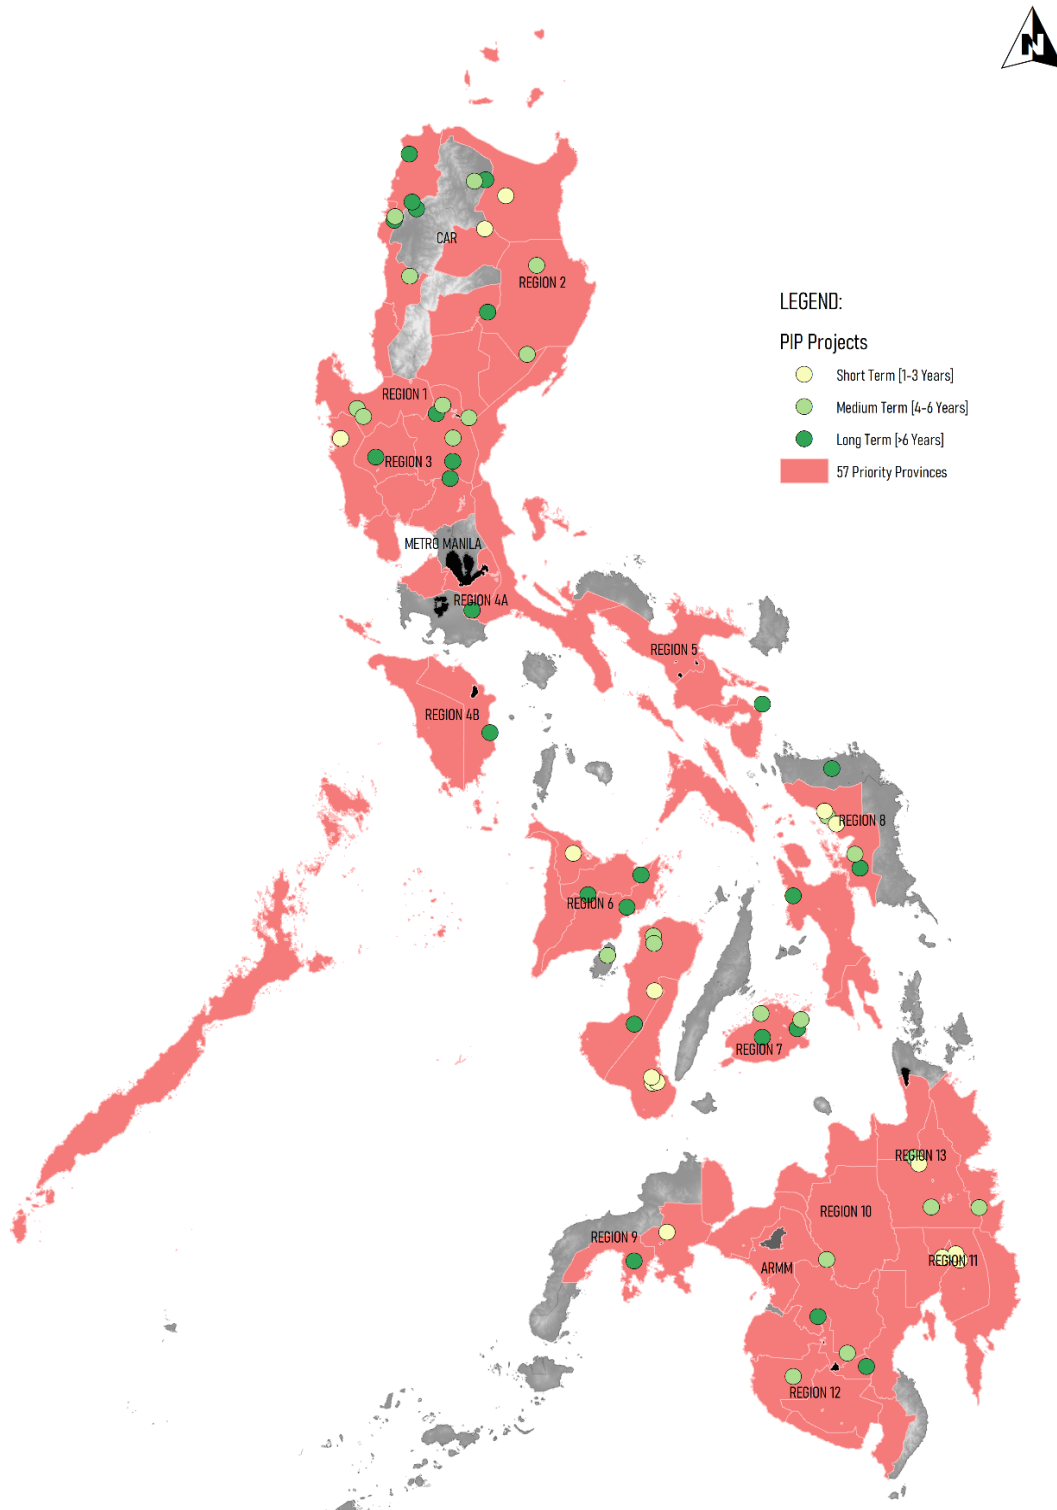 N
CAR
REGION 2
LEGEND:
PIP Projects
Short Term [1-3 Years]
Medium Term [4-6 Years]
Long Term [>6 Years]
57 Priority Provinces
REGION 1
REGION 3
METRO MANILA
REGION 4A
REGION 5
REGION 4B
REGION 8
REGION 6
REGION 7
REGION 13
REGION 10
REGION 9
REGION 11
ARMM
REGION 12